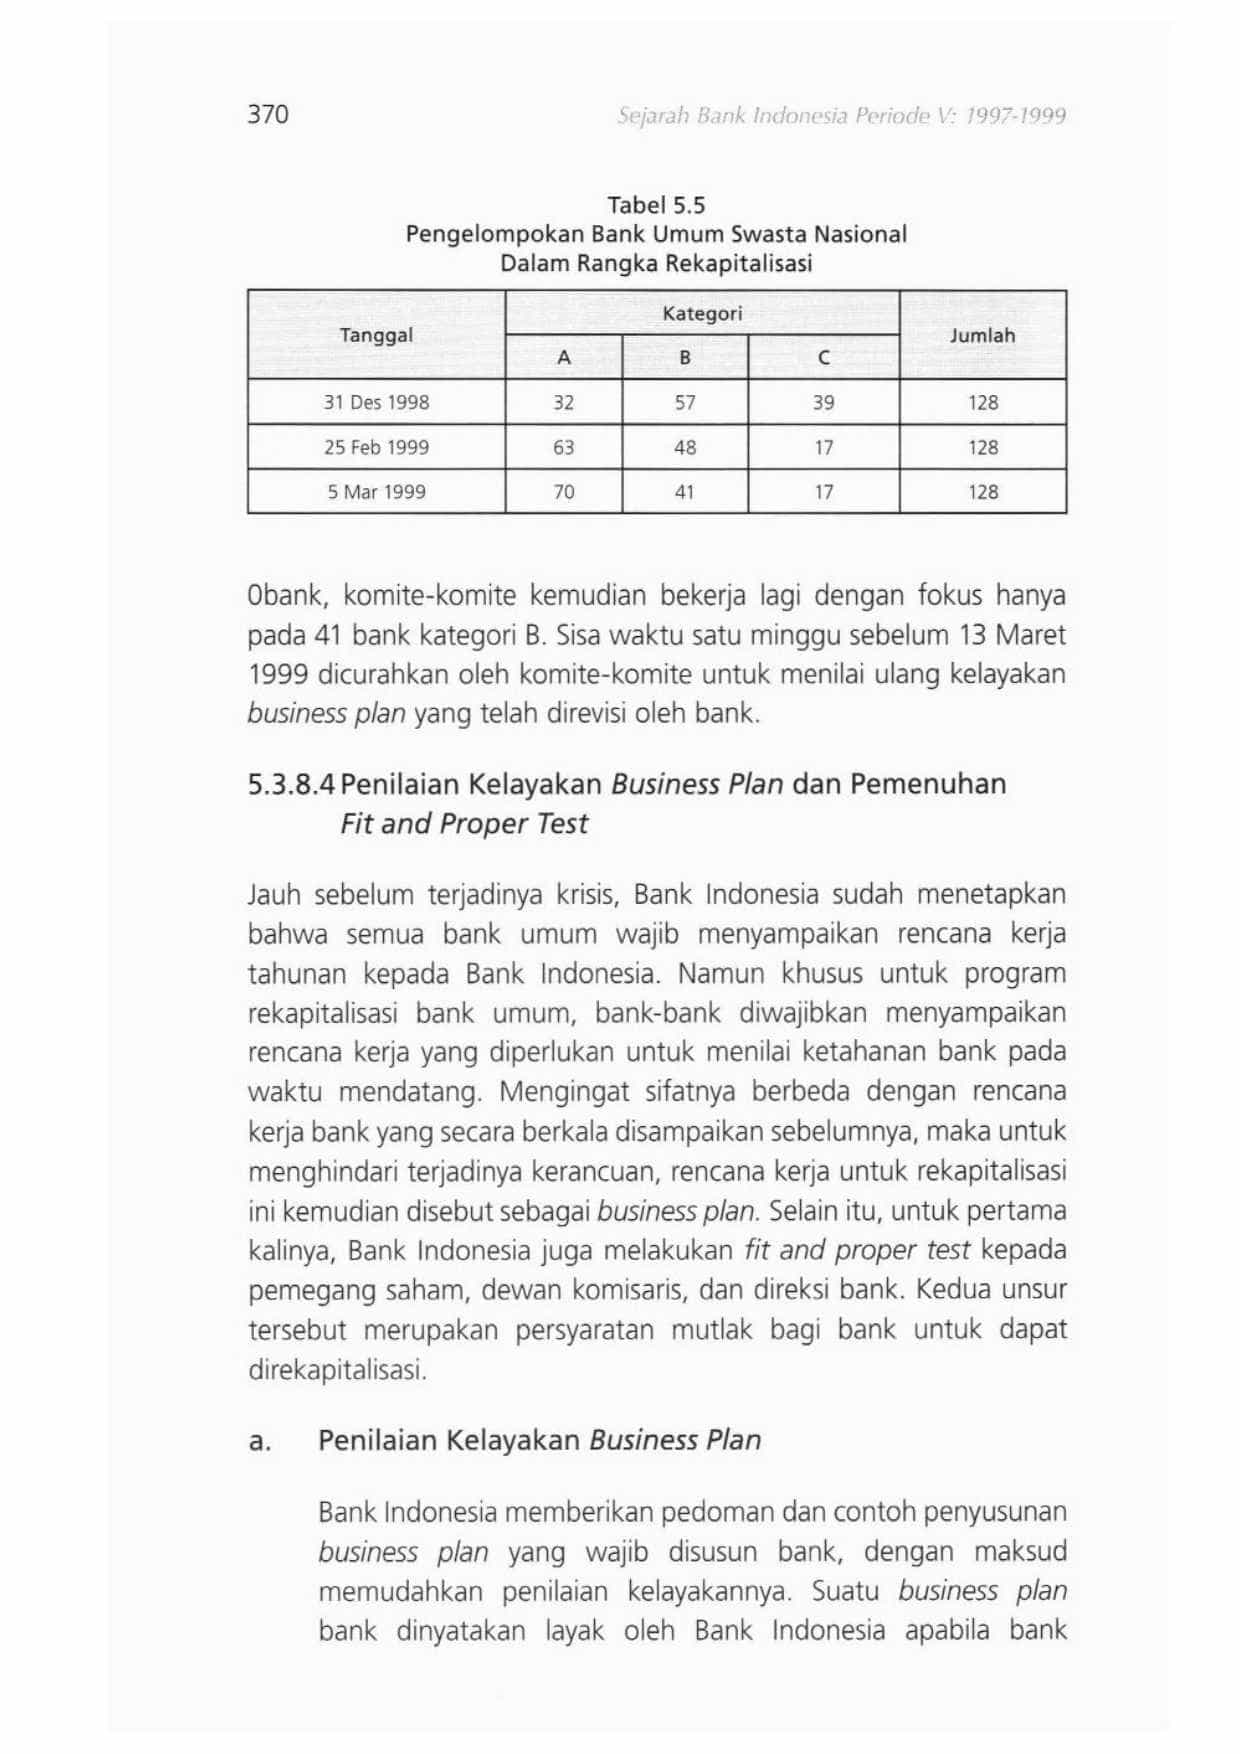 370 Sejarah Bank Indonesia Periode V: 1997-1999
Tabel 5.5
Pengelompokan Bank Umum Swasta Nasional
Dalam Rangka Rekapitalisasi
Tanggal Kategori Jumlah
A B C
31 Des 1998 32 57 39 128
25 Feb 1999 63 48 17 128
5 Mar 1999 70 41 17 128
0bank, komite-komite kemudian bekerja lagi dengan fokus hanya
pada 41 bank kategori B. Sisa waktu satu minggu sebelum 13 Maret
1999 dicurahkan oleh komite-komite untuk menilai ulang kelayakan
business plan yang telah direvisi oleh bank.
5.3.8.4 Penilaian Kelayakan Business Plan dan Pemenuhan
Fit and Proper Test
Jauh sebelum terjadinya krisis, Bank Indonesia sudah menetapkan
bahwa semua bank umum wajib menyampaikan rencana kerja
tahunan kepada Bank Indonesia. Namun khusus untuk program
rekapitalisasi bank umum, bank-bank diwajibkan menyampaikan
rencana kerja yang diperlukan untuk menilai ketahanan bank pada
waktu mendatang. Mengingat sifatnya berbeda dengan rencana
kerja bank yang secara berkala disampaikan sebelumnya, maka untuk
menghindari terjadinya kerancuan, rencana kerja untuk rekapitalisasi
ini kemudian disebut sebagai business plan. Selain itu, untuk pertama
kalinya, Bank Indonesia juga melakukan fit and proper test kepada
pemegang saham, dewan komisaris, dan direksi bank. Kedua unsur
tersebut merupakan persyaratan mutlak bagi bank untuk dapat
direkapitalisasi.
a. Penilaian Kelayakan Business Plan
Bank Indonesia memberikan pedoman dan contoh penyusunan
business plan yang wajib disusun bank, dengan maksud
memudahkan penilaian kelayakannya. Suatu business plan
bank dinyatakan layak oleh Bank Indonesia apabila bank